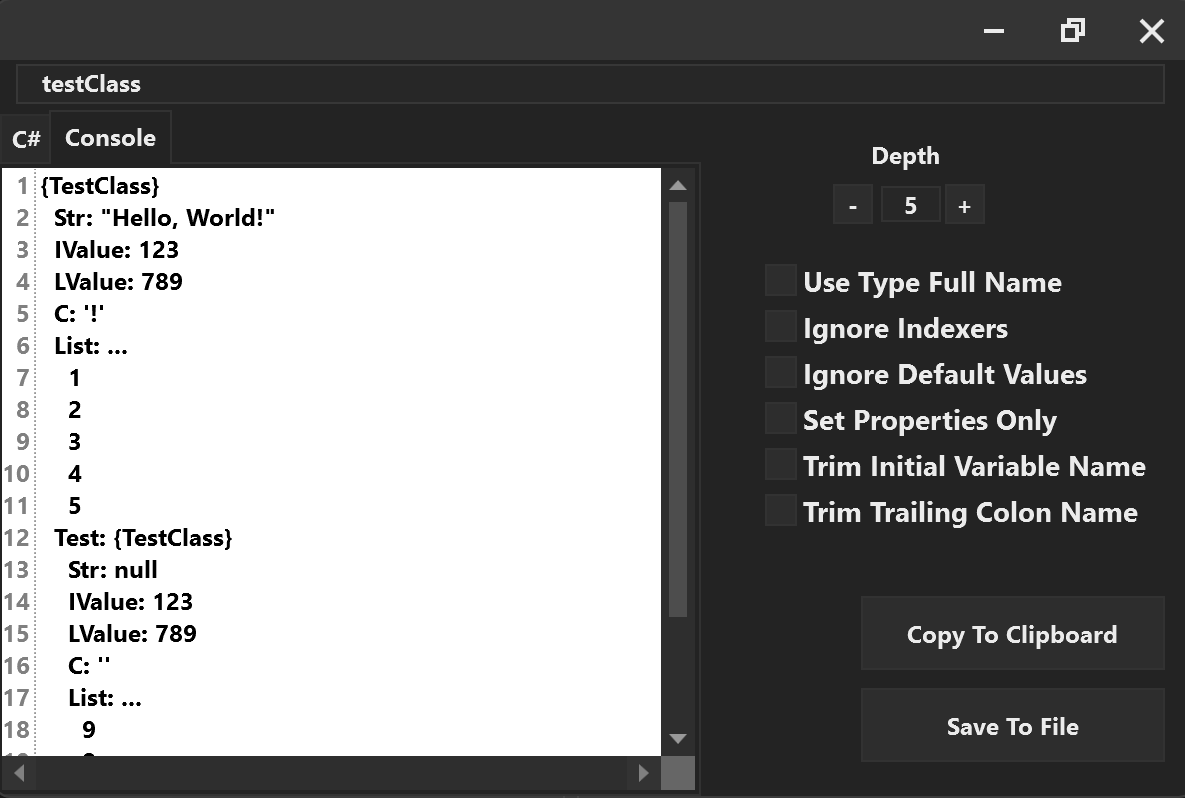 testClass
C# Console
1 {TestClass}
2 Str: "Hello, World!"
3 IValue: 123
4 LValue: 789
5 C: '!'
6 List: ...
7 1
8 2
9 3
10 4
11 5
12 Test: {TestClass}
13 Str: null
14 IValue: 123
15 LValue: 789
16 C: ''
17 List: ...
18 9
Depth
- 5 +
Use Type Full Name
Ignore Indexers
Ignore Default Values
Set Properties Only
Trim Initial Variable Name
Trim Trailing Colon Name
Copy To Clipboard
Save To File